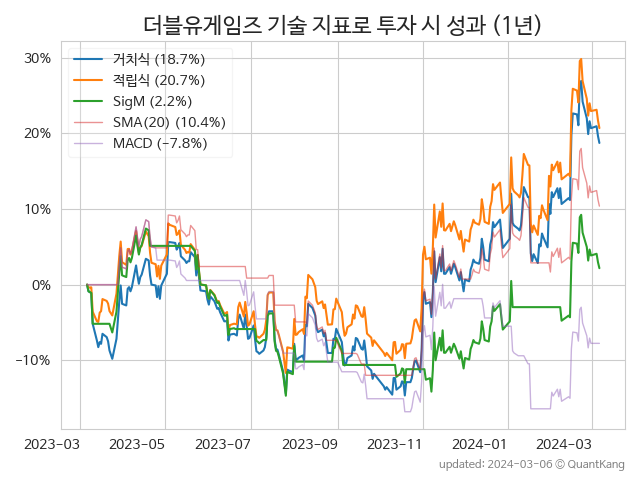 더블유게임즈 기술 지표로 투자 시 성과 (1년)
거치식 (18.7%)
적립식 (20.7%)
SigM (2.2%)
SMA(20) (10.4%)
MACD (−7.8%)
30%
20%
10%
0%
−10%
2023−03
2023−05
2023−07
2023−09
2023−11
2024−01
2024−03
updated: 2024-03-06 © QuantKang